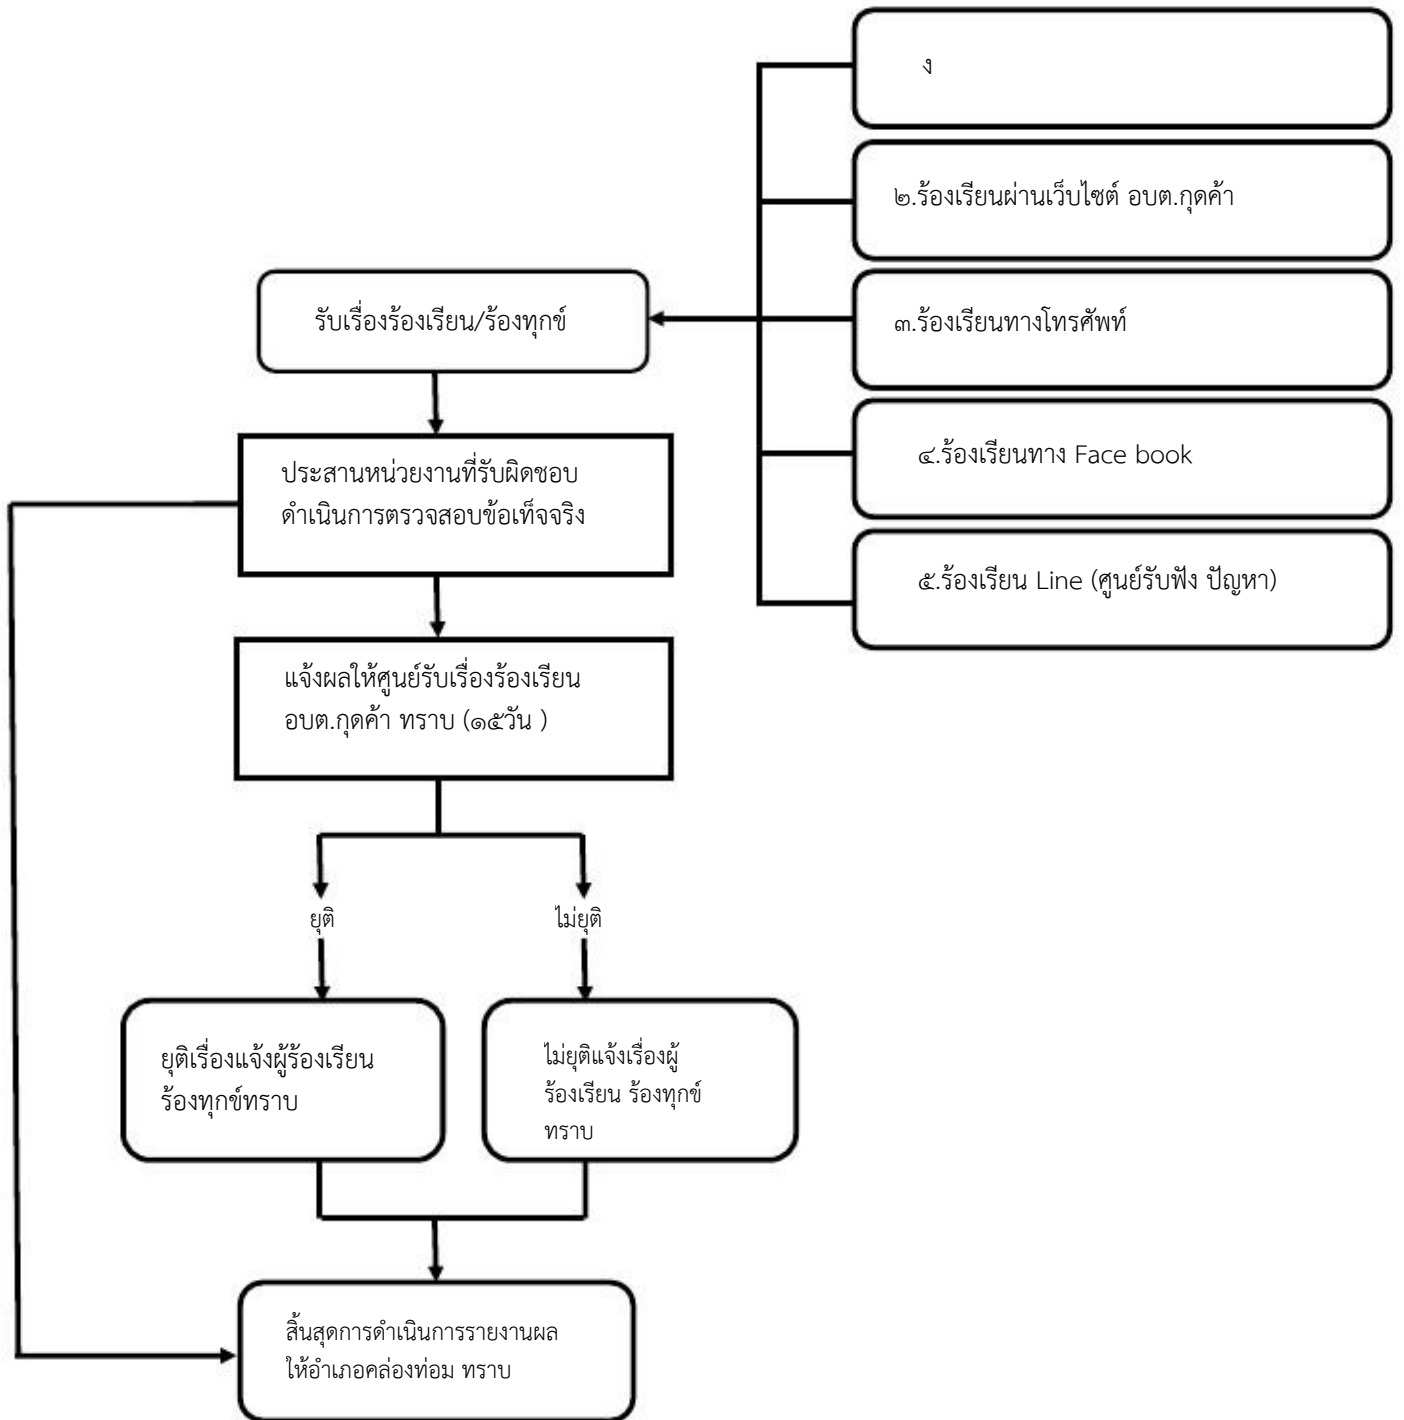 ง
๒.ร้องเรียนผ่านเว็บไซต์ อบต.กุดค้า
รับเรื่องร้องเรียน/ร้องทุกข์
๓.ร้องเรียนทางโทรศัพท์
๔.ร้องเรียนทาง Face book
ประสานหน่วยงานที่รับผิดชอบ
ดำเนินการตรวจสอบข้อเท็จจริง
๕.ร้องเรียน Line (ศูนย์รับฟัง ปัญหา)
แจ้งผลให้ศูนย์รับเรื่องร้องเรียน
อบต.กุดค้า ทราบ (๑๕วัน )
ยุติ
ไม่ยุติ
ยุติเรื่องแจ้งผู้ร้องเรียน
ร้องทุกข์ทราบ
ไม่ยุติแจ้งเรื่องผู้
ร้องเรียน ร้องทุกข์
ทราบ
สิ้นสุดการดำเนินการรายงานผล
ให้อำเภอคล่องท่อม ทราบ